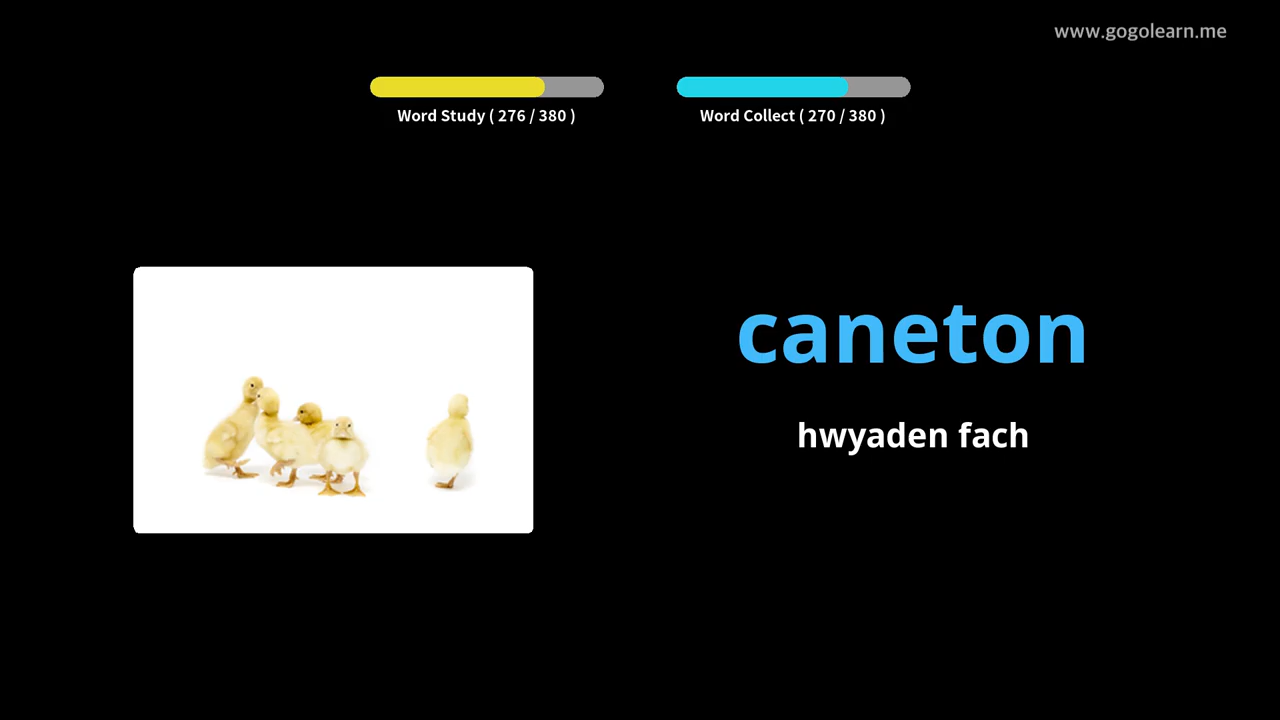 www.gogolearn.me
Word Study ( 276 / 380 )
Word Collect ( 270 / 380 )
caneton
hwyaden fach